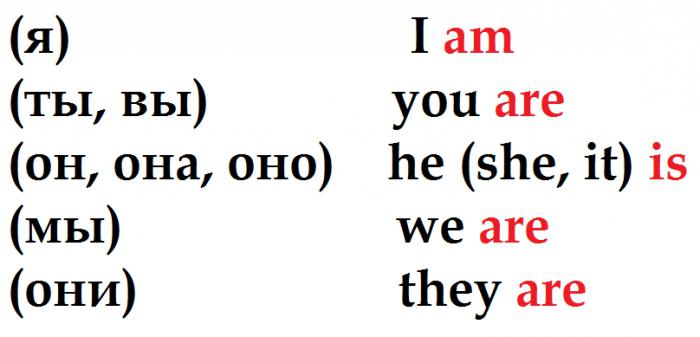 (я) I am
(ты, вы) you are
(он, она, оно) he (she, it) is
(мы) we are
(они) they are